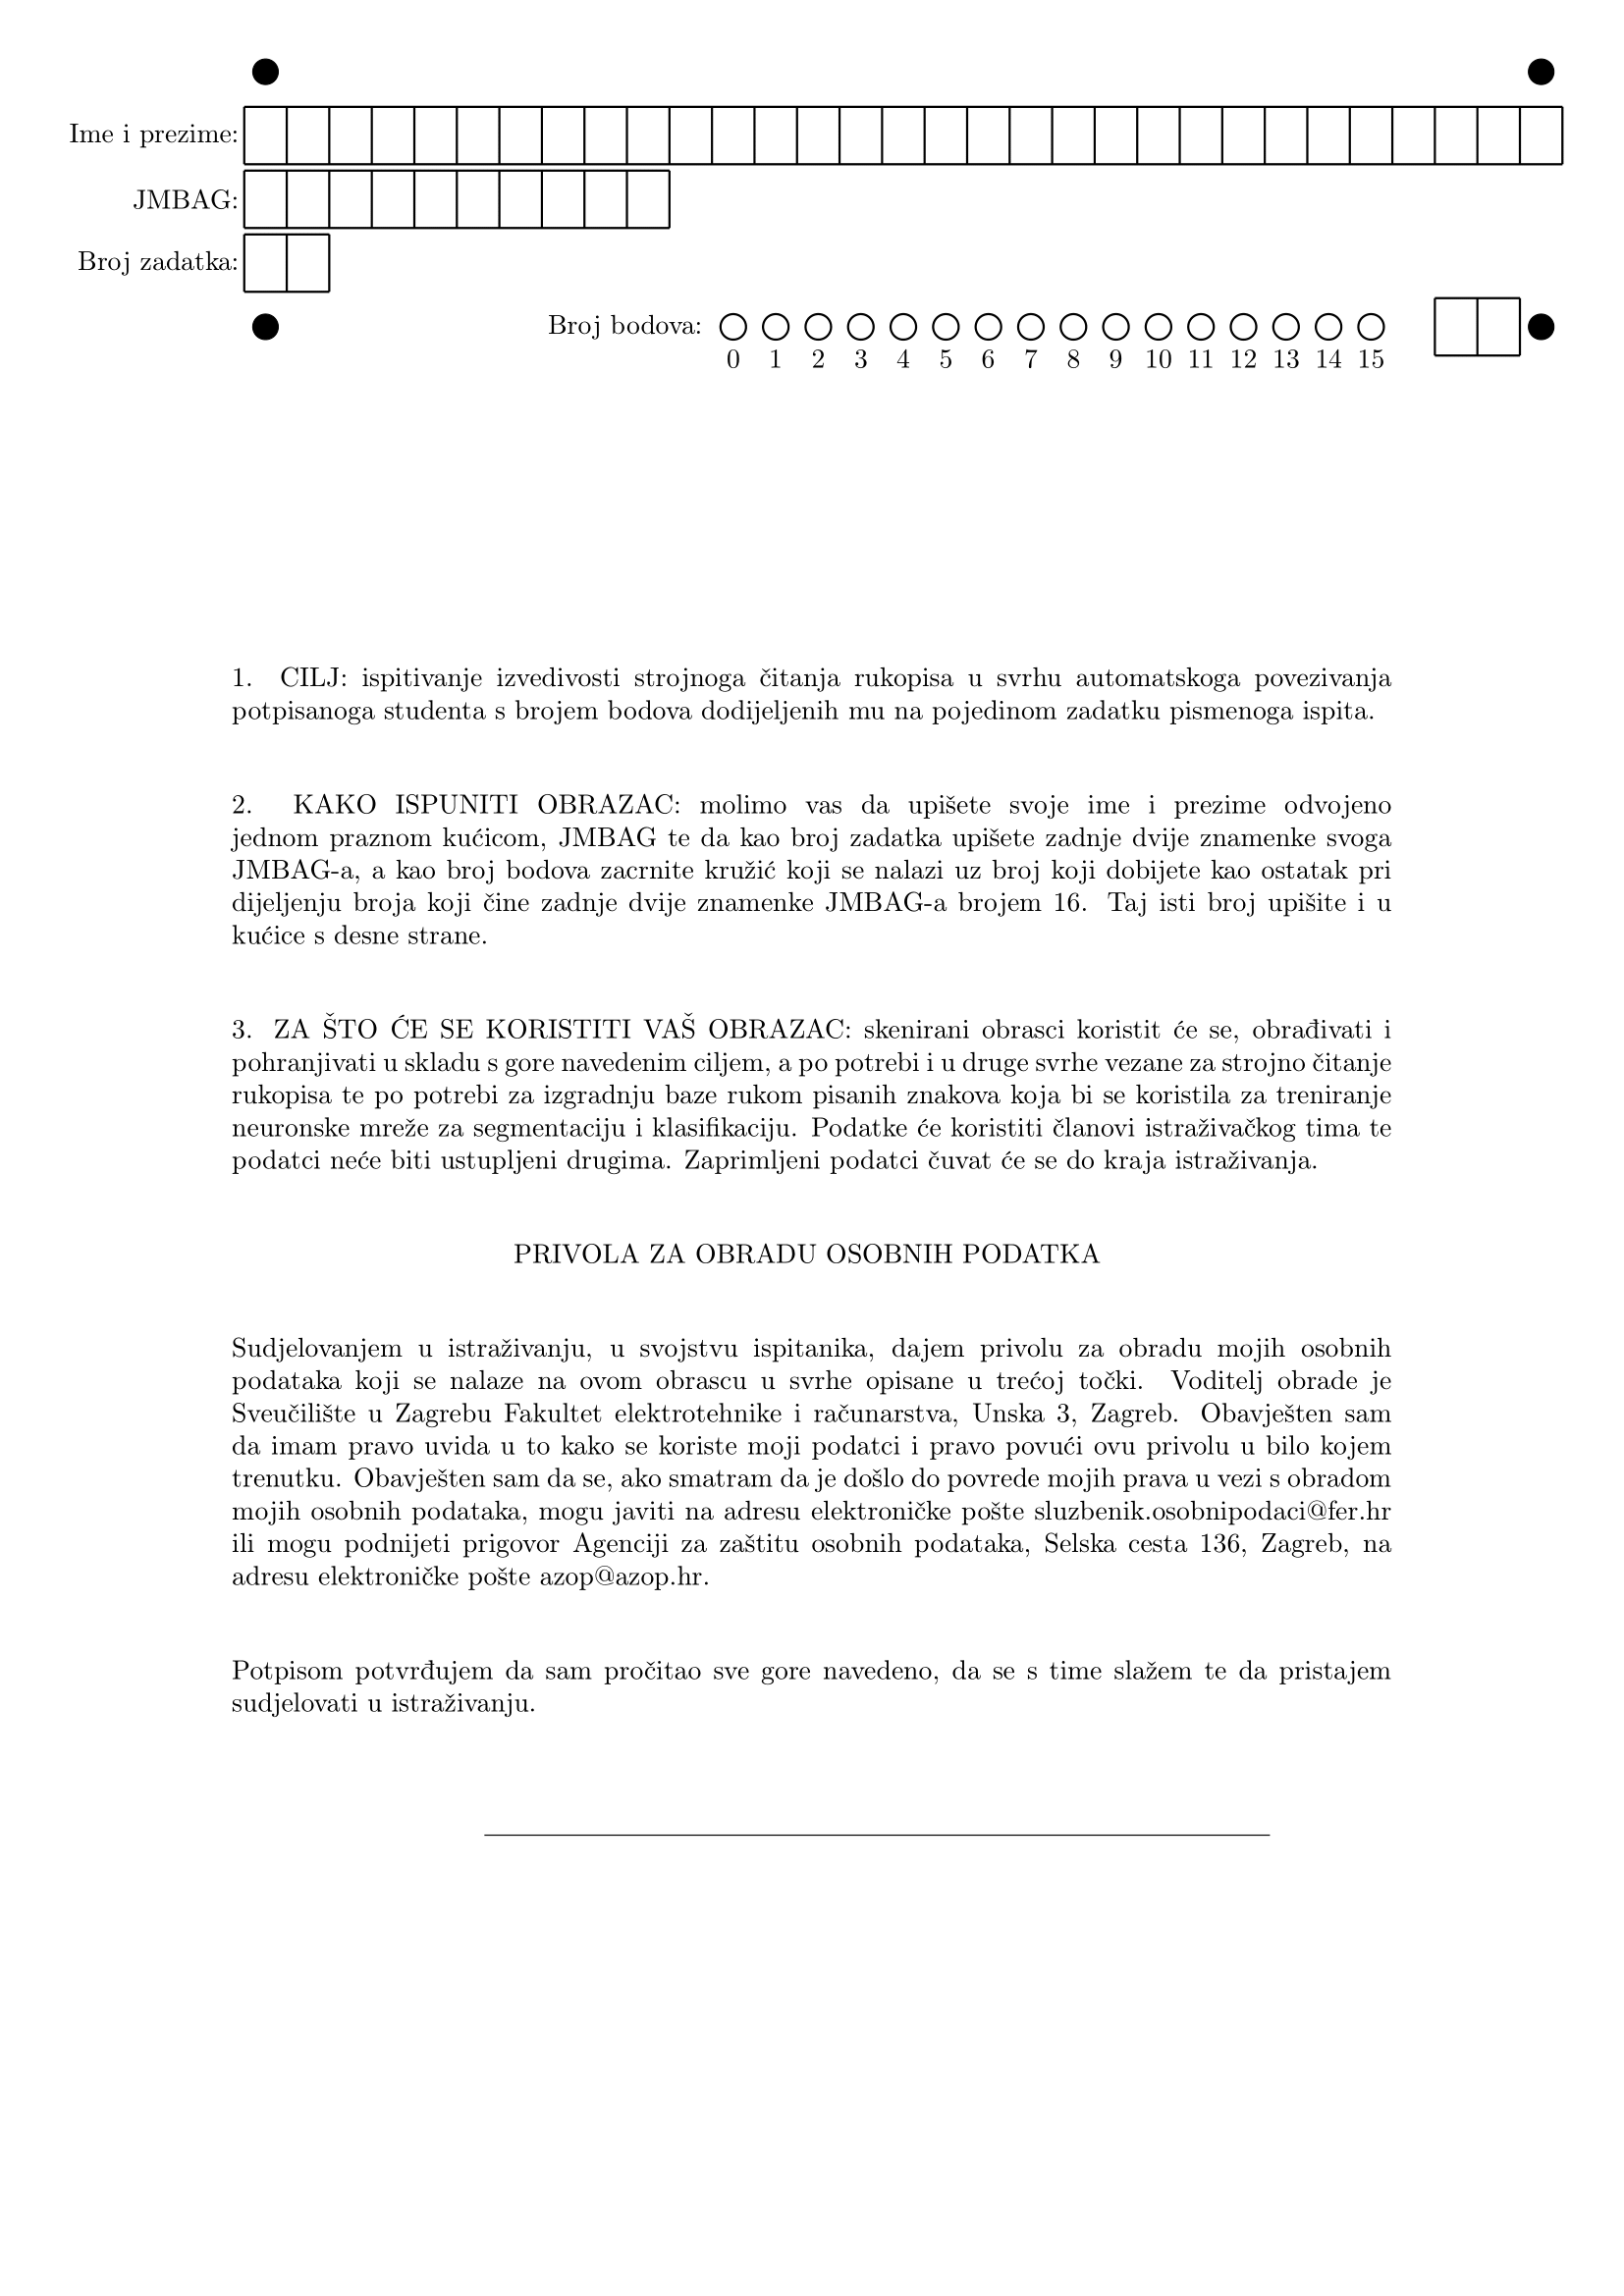 Ime i prezime:
JMBAG:
Broj zadatka:
Broj bodova:
0 1 2 3 4 5 6 7 8 9 10 11 12 13 14 15
1. CILJ: ispitivanje izvedivosti strojnoga čitanja rukopisa u svrhu automatskoga povezivanja
potpisanoga studenta s brojem bodova dodijeljenih mu na pojedinom zadatku pismenoga ispita.
2. KAKO ISPUNITI OBRAZAC: molimo vas da upišete svoje ime i prezime odvojeno
jednom praznom kućicom, JMBAG te da kao broj zadatka upišete zadnje dvije znamenke svoga
JMBAG-a, a kao broj bodova zacrnite kružić koji se nalazi uz broj koji dobijete kao ostatak pri
dijeljenju broja koji čine zadnje dvije znamenke JMBAG-a brojem 16. Taj isti broj upišite i u
kućice s desne strane.
3. ZA ŠTO ĆE SE KORISTITI VAŠ OBRAZAC: skenirani obrasci koristit će se, obrađivati i
pohranjivati u skladu s gore navedenim ciljem, a po potrebi i u druge svrhe vezane za strojno čitanje
rukopisa te po potrebi za izgradnju baze rukom pisanih znakova koja bi se koristila za treniranje
neuronske mreže za segmentaciju i klasifikaciju. Podatke će koristiti članovi istraživačkog tima te
podatci neće biti ustupljeni drugima. Zaprimljeni podatci čuvat će se do kraja istraživanja.
PRIVOLA ZA OBRADU OSOBNIH PODATKA
Sudjelovanjem u istraživanju, u svojstvu ispitanika, dajem privolu za obradu mojih osobnih
podataka koji se nalaze na ovom obrascu u svrhe opisane u trećoj točki. Voditelj obrade je
Sveučilište u Zagrebu Fakultet elektrotehnike i računarstva, Unska 3, Zagreb. Obavješten sam
da imam pravo uvida u to kako se koriste moji podatci i pravo povući ovu privolu u bilo kojem
trenutku. Obavješten sam da se, ako smatram da je došlo do povrede mojih prava u vezi s obradom
mojih osobnih podataka, mogu javiti na adresu elektroničke pošte sluzbenik.osobnipodaci@fer.hr
ili mogu podnijeti prigovor Agenciji za zaštitu osobnih podataka, Selska cesta 136, Zagreb, na
adresu elektroničke pošte azop@azop.hr.
Potpisom potvrđujem da sam pročitao sve gore navedeno, da se s time slažem te da pristajem
sudjelovati u istraživanju.